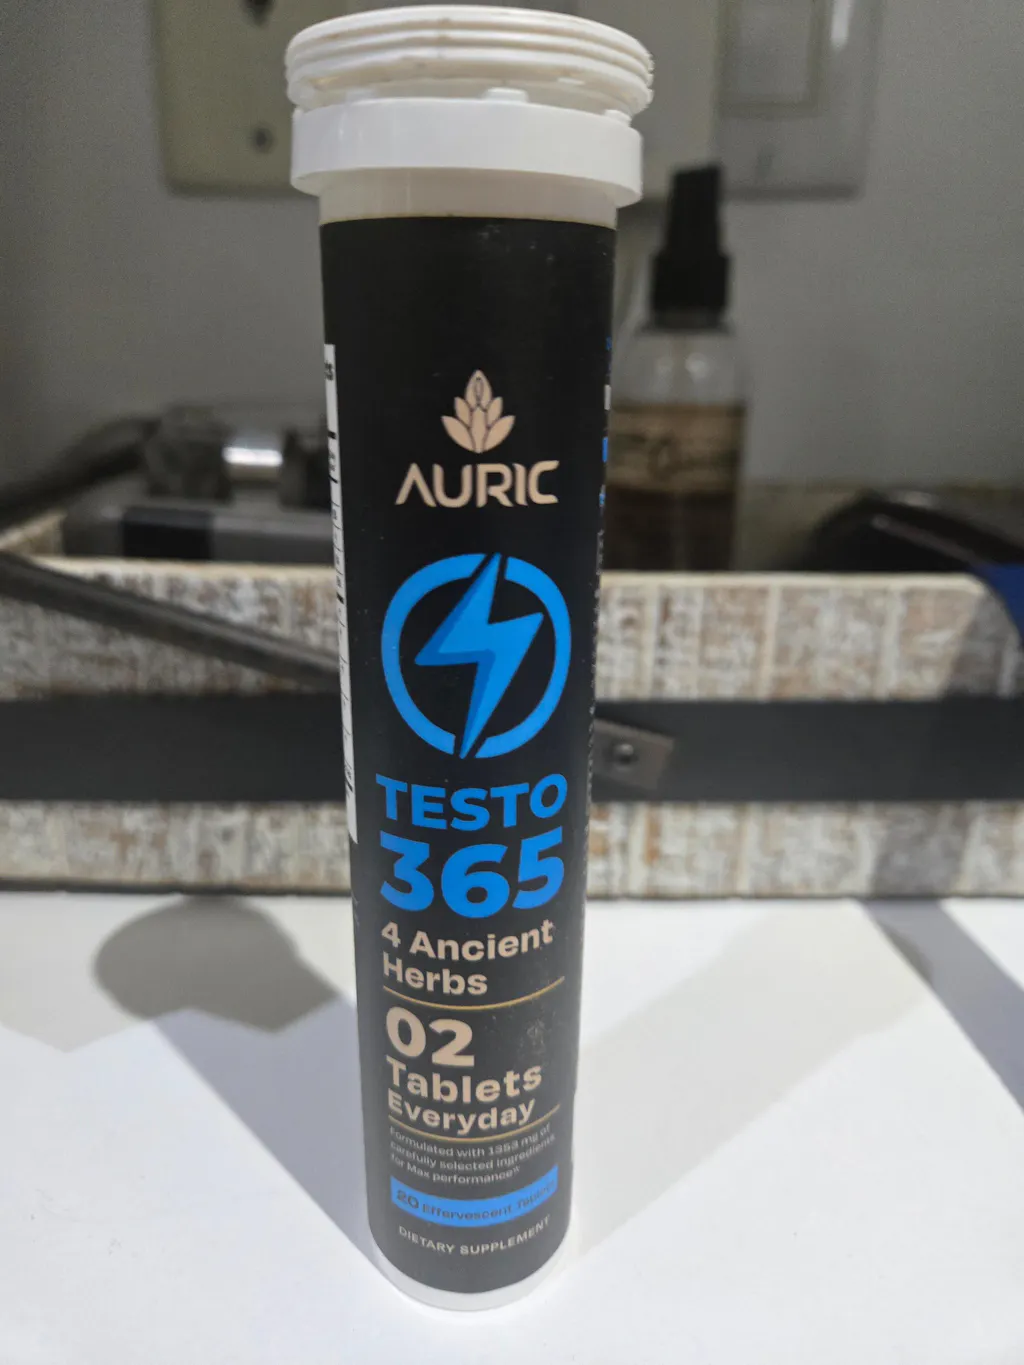 AURIC
TESTO
365
4 Ancient
Herbs
02
Tablets
Everyday
Formulated with 1353 mg of
carefully selected ingredients
for Max performance
20 Effervescent Tablets
DIETARY SUPPLEMENT